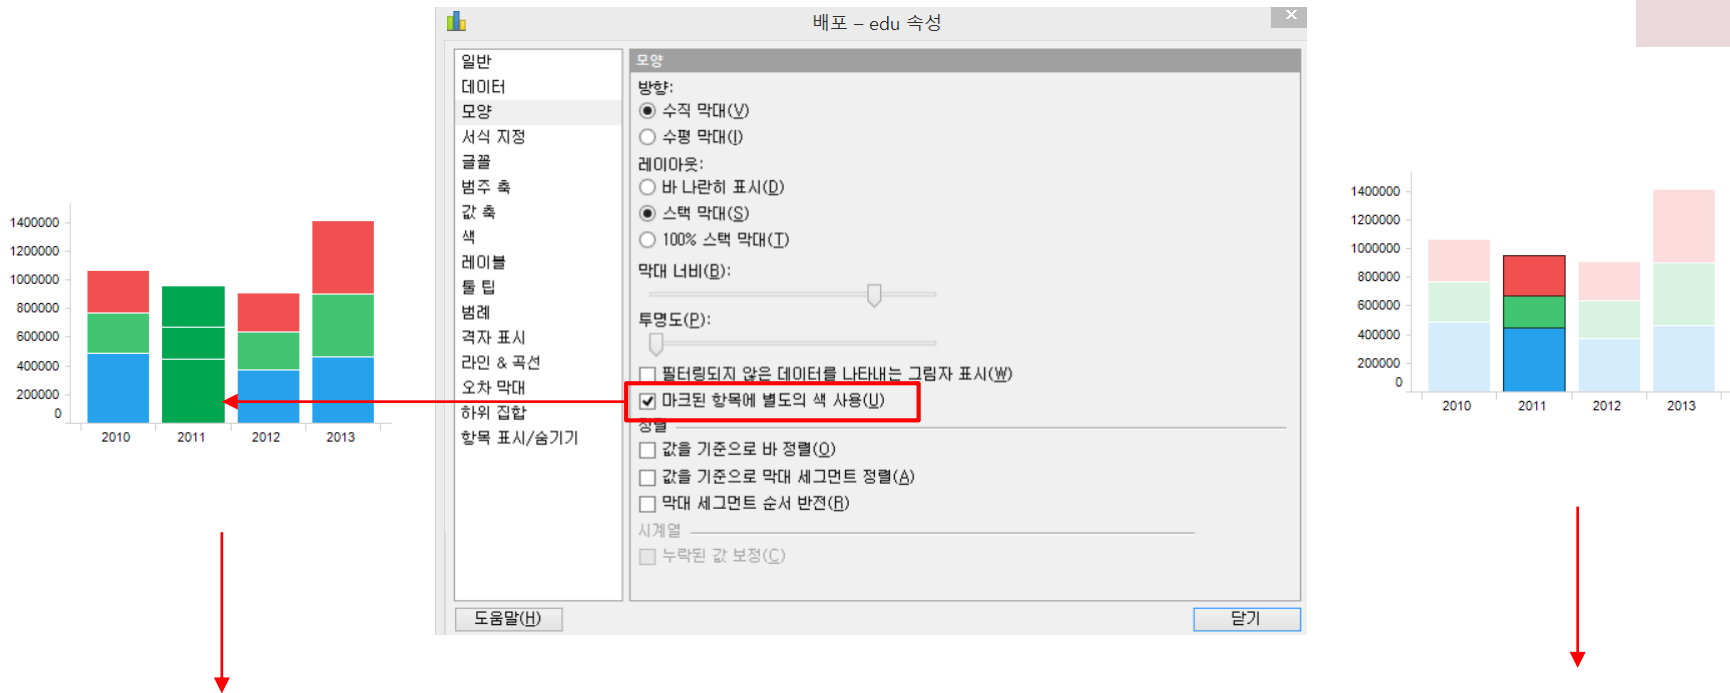 배포 – edu 속성
일반
데이터
모양
서식 지정
글꼴
범주 축
값 축
색
레이블
툴 팁
범례
격자 표시
라인 & 곡선
오차 막대
하위 집합
항목 표시/숨기기
모양
방향:
수직 막대(V)
수평 막대(I)
레이아웃:
바 나란히 표시(D)
스택 막대(S)
100% 스택 막대(T)
막대 너비(B):
투명도(P):
필터링되지 않은 데이터를 나타내는 그림자 표시(W)
마크된 항목에 별도의 색 사용(U)
정렬
값을 기준으로 바 정렬(O)
값을 기준으로 막대 세그먼트 정렬(A)
막대 세그먼트 순서 반전(R)
시계열
누락된 값 보정(C)
도움말(H)
닫기
1400000
1200000
1000000
800000
600000
400000
200000
0
2010 2011 2012 2013
1400000
1200000
1000000
800000
600000
400000
200000
0
2010 2011 2012 2013